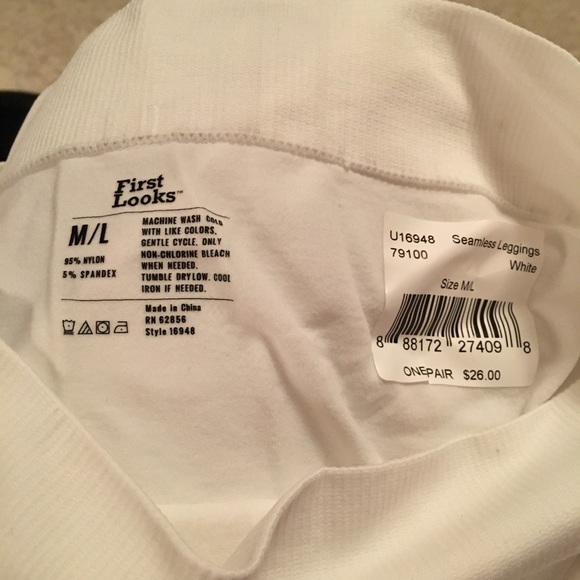 First
Looks™
M/L
95% NYLON
5% SPANDEX
MACHINE WASH COLD
WITH LIKE COLORS,
GENTLE CYCLE. ONLY
NON-CHLORINE BLEACH
WHEN NEEDED.
TUMBLE DRY LOW. COOL
IRON IF NEEDED.
Made in China
RN 62856
Style 16948
U16948 Seamless Leggings
79100 White
Size M/L
8 88172 27409 8
ONEPAIR $26.00